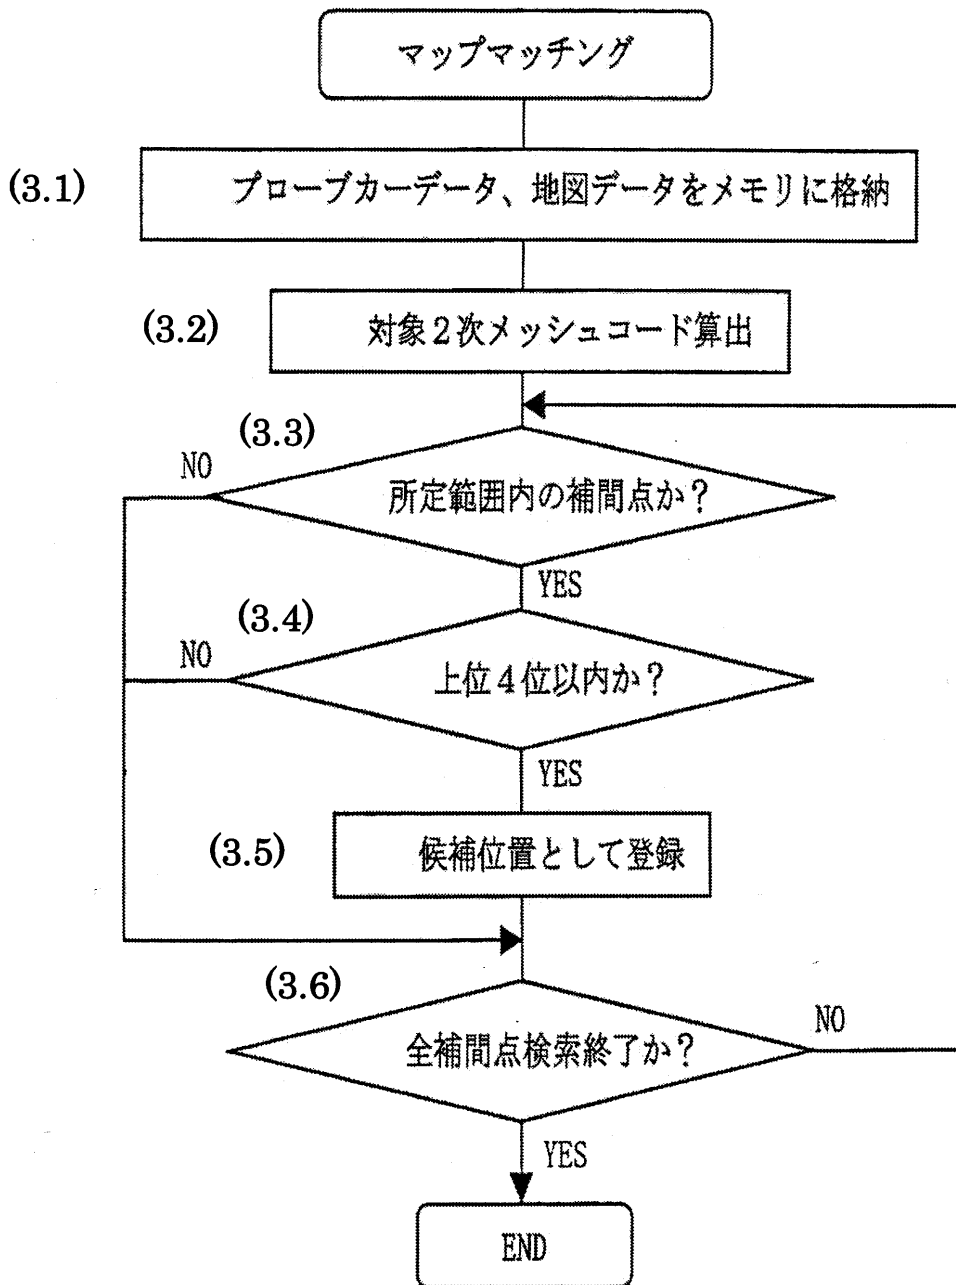 マップマッチング
(3.1)
プローブカーデータ、地図データをメモリに格納
(3.2)
対象２次メッシュコード算出
(3.3)
NO
所定範囲内の補間点か？
YES
(3.4)
NO
上位４位以内か？
YES
(3.5)
候補位置として登録
(3.6)
NO
全補間点検索終了か？
YES
END